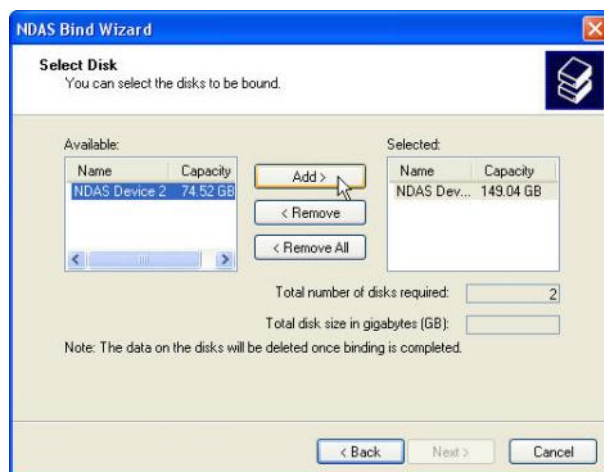 NDAS Bind Wizard
Select Disk
You can select the disks to be bound.
Available:
Name Capacity
NDAS Device 2 74.52 GB
Add >
< Remove
< Remove All
Selected:
Name Capacity
NDAS Dev... 149.04 GB
Total number of disks required: 2
Total disk size in gigabytes (GB):
Note: The data on the disks will be deleted once binding is completed.
< Back Next > Cancel